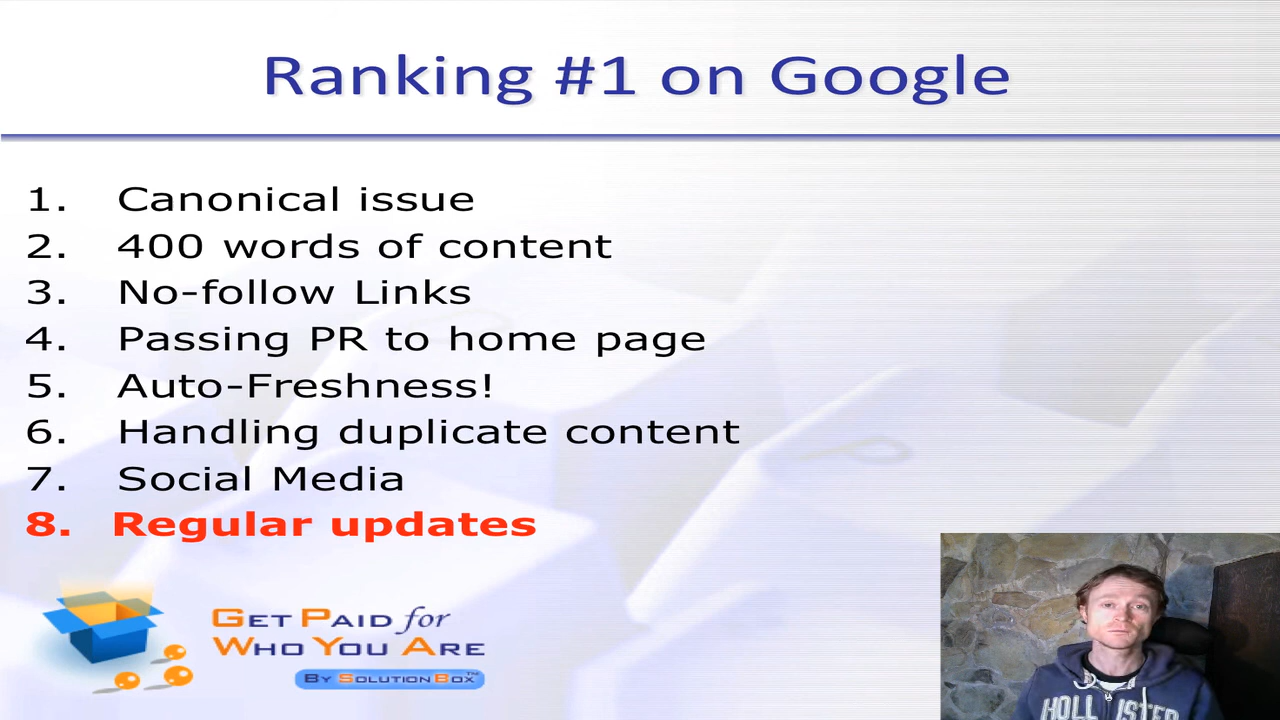 Ranking #1 on Google
1. Canonical issue
2. 400 words of content
3. No-follow Links
4. Passing PR to home page
5. Auto-Freshness!
6. Handling duplicate content
7. Social Media
8. Regular updates
GET PAID for
WHO YOU ARE
BY SOLUTIONBOX™
HOLLISTER